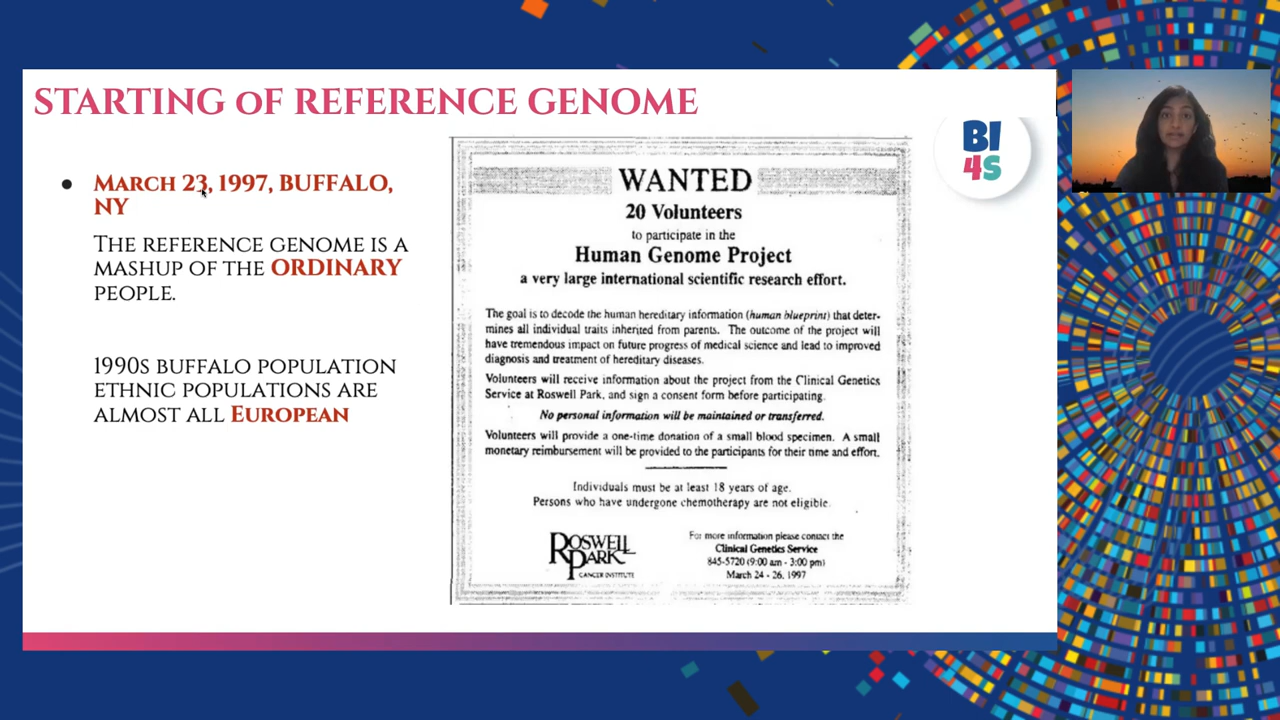 STARTING OF REFERENCE GENOME
BI
4S
• MARCH 23, 1997, BUFFALO,
NY
THE REFERENCE GENOME IS A
MASHUP OF THE ORDINARY
PEOPLE.
1990S BUFFALO POPULATION
ETHNIC POPULATIONS ARE
ALMOST ALL EUROPEAN
WANTED
20 Volunteers
to participate in the
Human Genome Project
a very large international scientific research effort.
The goal is to decode the human hereditary information (human blueprint) that deter-
mines all individual traits inherited from parents. The outcome of the project will
have tremendous impact on future progress of medical science and lead to improved
diagnosis and treatment of hereditary diseases.
Volunteers will receive information about the project from the Clinical Genetics
Service at Roswell Park, and sign a consent form before participating.
No personal information will be maintained or transferred.
Volunteers will provide a one-time donation of a small blood specimen. A small
monetary reimbursement will be provided to the participants for their time and effort.
Individuals must be at least 18 years of age.
Persons who have undergone chemotherapy are not eligible.
ROSWELL
PARK
CANCER INSTITUTE
For more information please contact the
Clinical Genetics Service
845-5720 (9:00 am - 3:00 pm)
March 24 - 26, 1997